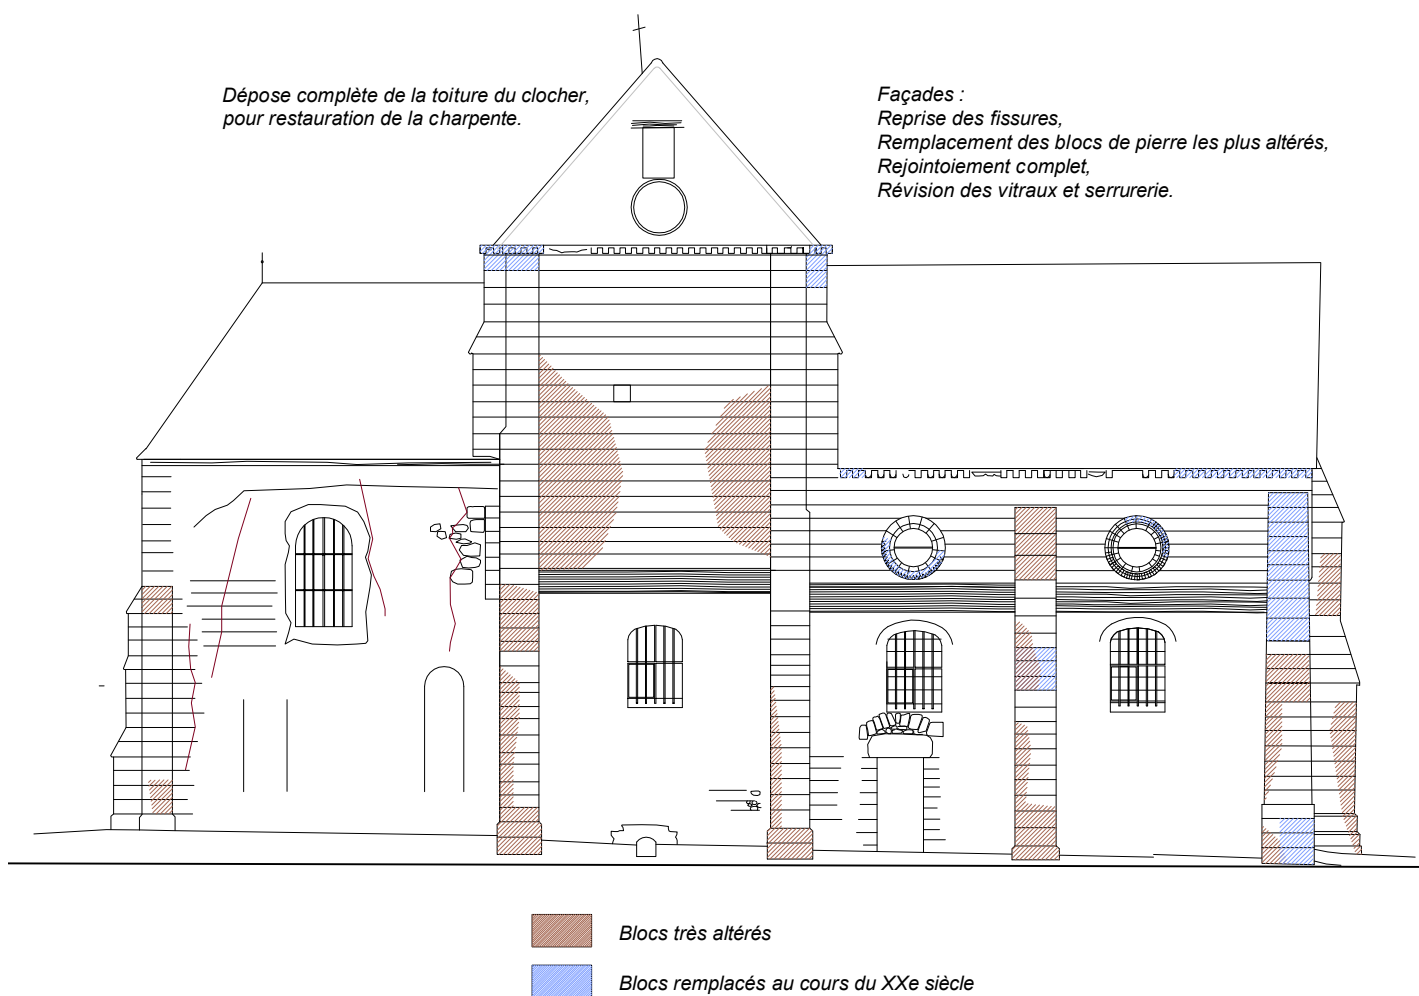 Dépose complète de la toiture du clocher,
pour restauration de la charpente.
Façades :
Reprise des fissures,
Remplacement des blocs de pierre les plus altérés,
Rejointoiement complet,
Révision des vitraux et serrurerie.
Blocs très altérés
Blocs remplacés au cours du XXe siècle